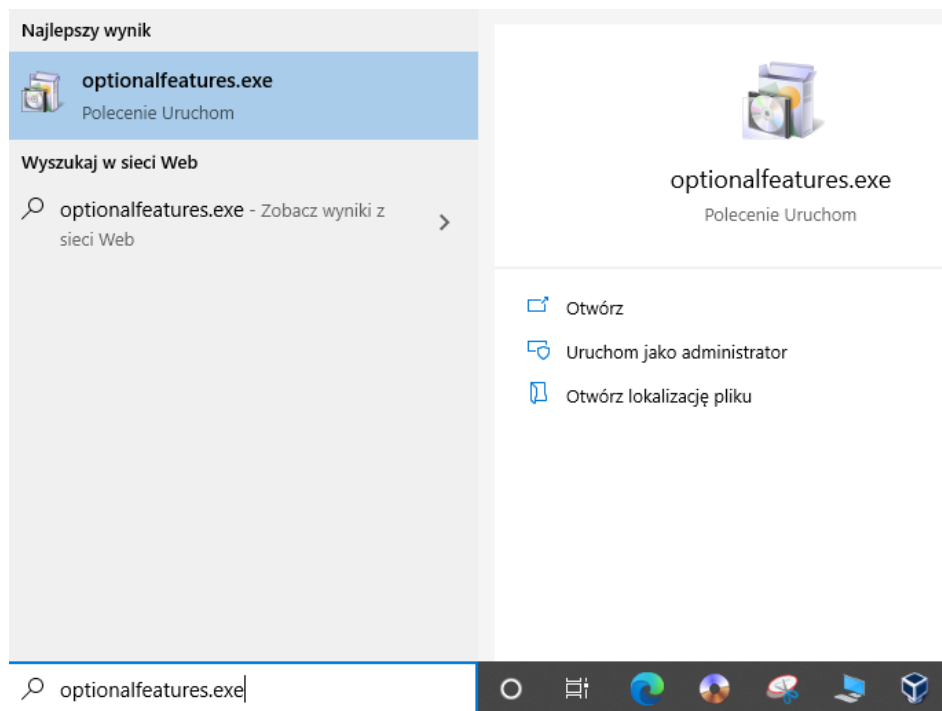 Najlepszy wynik
optionalfeatures.exe
Polecenie Uruchom
Wyszukaj w sieci Web
optionalfeatures.exe - Zobacz wyniki z
sieci Web
optionalfeatures.exe
Polecenie Uruchom
Otwórz
Uruchom jako administrator
Otwórz lokalizację pliku
optionalfeatures.exe